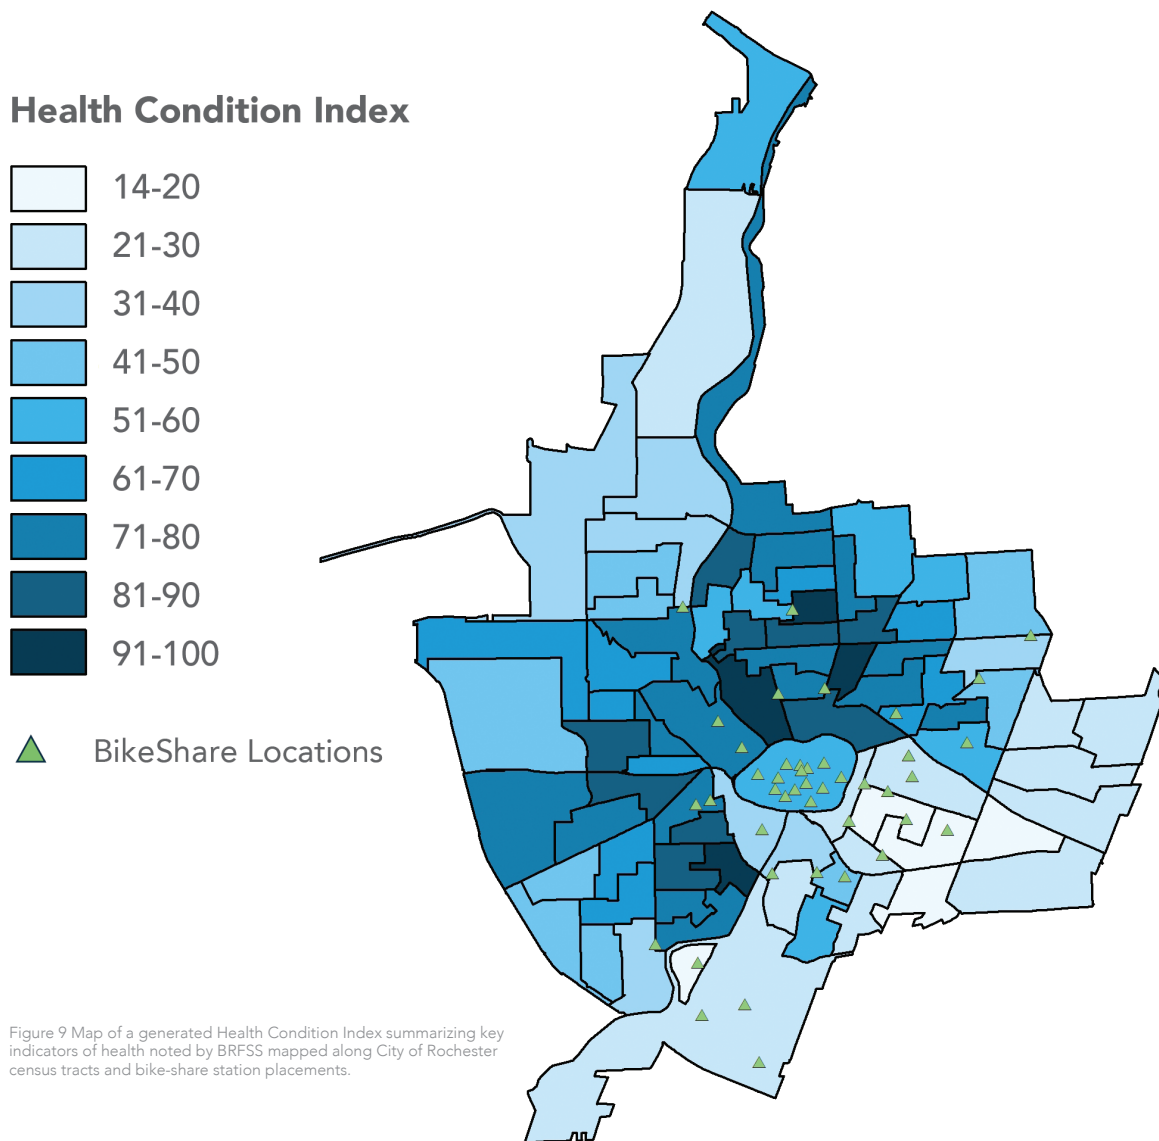 Health Condition Index
14-20
21-30
31-40
41-50
51-60
61-70
71-80
81-90
91-100
BikeShare Locations
Figure 9 Map of a generated Health Condition Index summarizing key
indicators of health noted by BRFSS mapped along City of Rochester
census tracts and bike-share station placements.